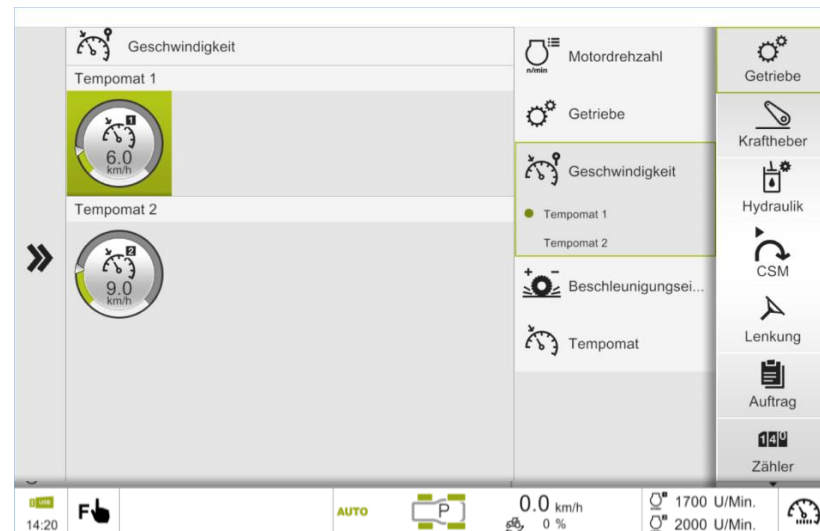 Geschwindigkeit
Tempomat 1
1
6.0
km/h
Tempomat 2
2
9.0
km/h
n/min
Motordrehzahl
Getriebe
Geschwindigkeit
Tempomat 1
Tempomat 2
Beschleunigungsei...
Tempomat
Getriebe
Kraftheber
Hydraulik
CSM
Lenkung
Auftrag
140
Zähler
USB
14:20
F
AUTO
P
0.0 km/h
0 %
1700 U/Min.
2000 U/Min.